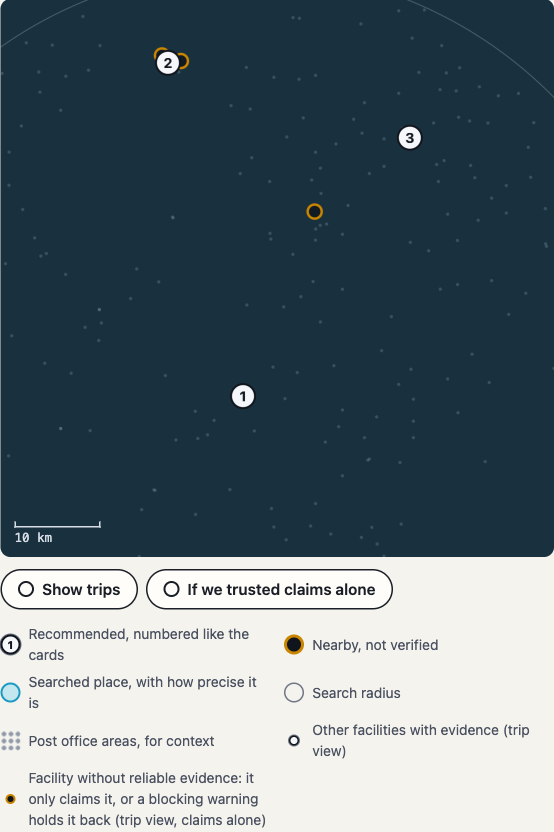 2
3
1
10 km
Show trips
If we trusted claims alone
1
Recommended, numbered like the
cards
Nearby, not verified
Searched place, with how precise it
is
Search radius
Post office areas, for context
Other facilities with evidence (trip
view)
Facility without reliable evidence: it
only claims it, or a blocking warning
holds it back (trip view, claims alone)